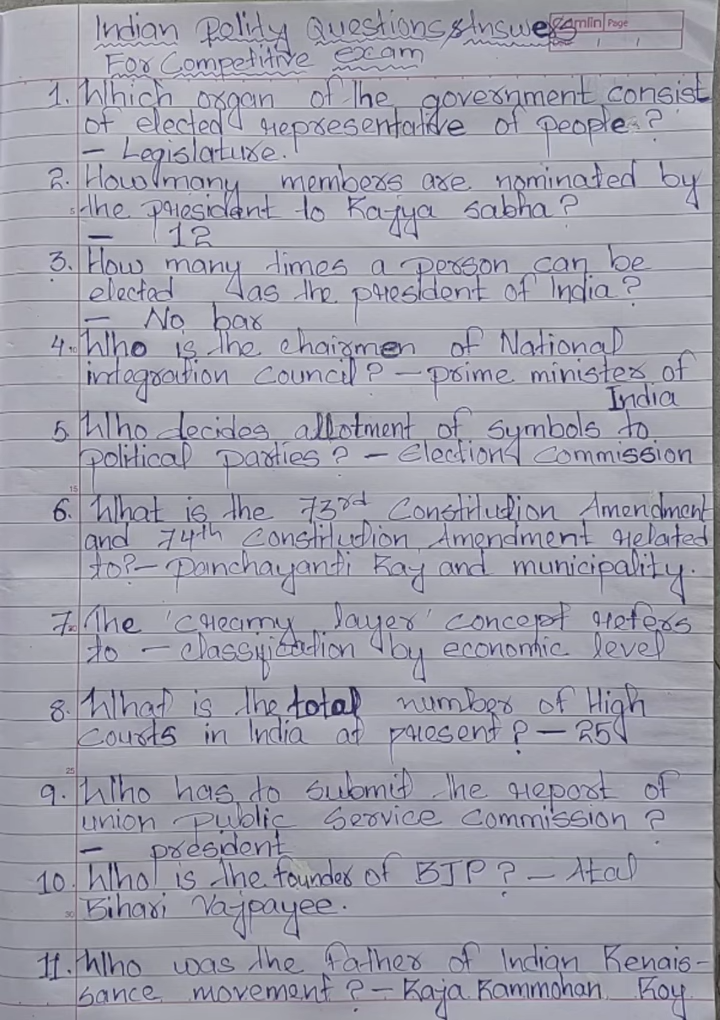 Indian Polity Questions & Answers
For Competitive exam
Camlin Page
1. Which organ of the government consist
of elected representative of people?
- Legislature.
2. How many members are nominated by
the president to Rajya sabha?
- 12
3. How many times a person can be
elected as the president of India?
- No bar
4. Who is the chairmen of National
integration council? - prime minister of
India
5. Who decides allotment of symbols to
political parties? - Election commission
6. What is the 73rd Constitution Amendment
and 74th Constitution Amendment related
to? - Panchayanti Ray and municipality.
7. The 'creamy layer' concept refers
to - classification by economic level
8. What is the total number of High
Courts in India at present? - 25
9. Who has to submit the report of
union public Service Commission?
- president
10. Who is the founder of BJP? - Atal
Bihari Vajpayee.
11. Who was the father of Indian Renais-
sance movement? - Raja Rammohan Roy